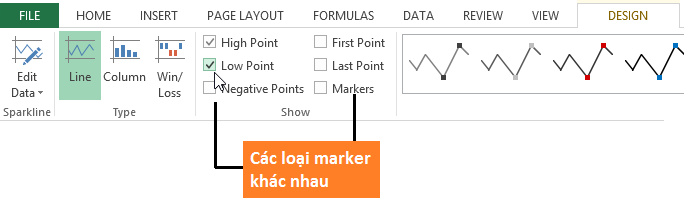 FILE HOME INSERT PAGE LAYOUT FORMULAS DATA REVIEW VIEW DESIGN
Edit
Data
Line
Column
Win/
Loss
High Point
Low Point
Negative Points
First Point
Last Point
Markers
Sparkline
Type
Show
Các loại marker
khác nhau